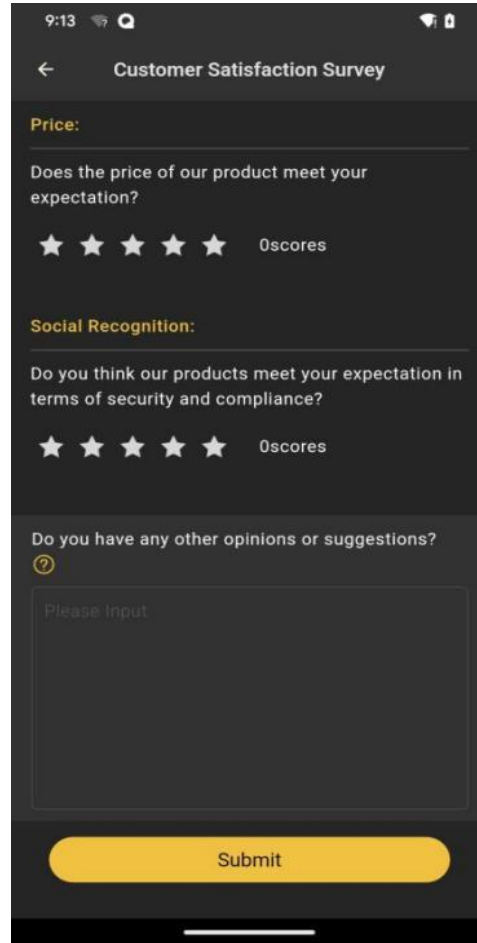 9:13
Customer Satisfaction Survey
Price:
Does the price of our product meet your
expectation?
0scores
Social Recognition:
Do you think our products meet your expectation in
terms of security and compliance?
0scores
Do you have any other opinions or suggestions?
?
Please Input
Submit